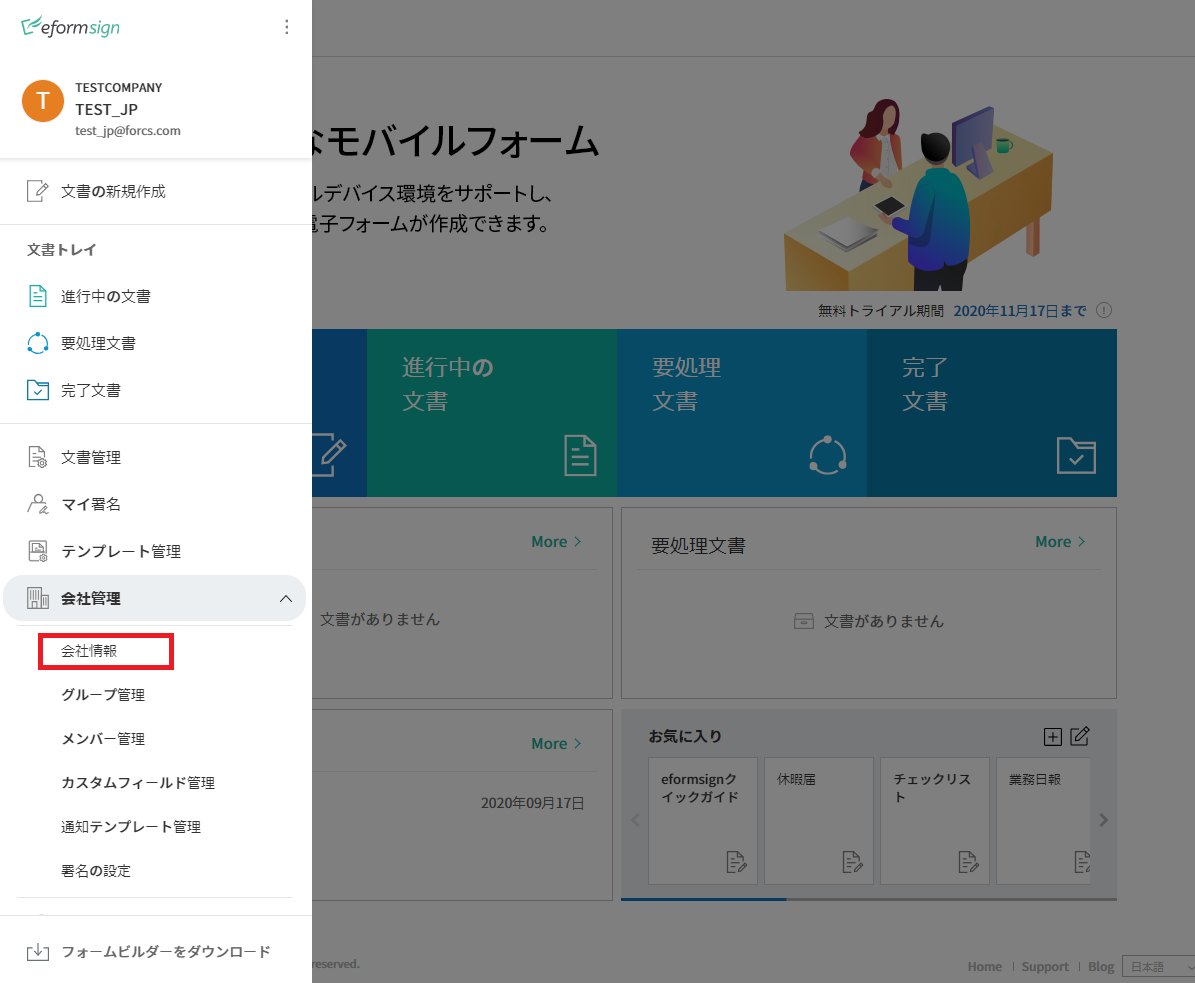 eformsign
T
TESTCOMPANY
TEST_JP
test_jp@forcs.com
文書の新規作成
文書トレイ
進行中の文書
要処理文書
完了文書
文書管理
マイ署名
テンプレート管理
会社管理
会社情報
グループ管理
メンバー管理
カスタムフィールド管理
通知テンプレート管理
署名の設定
フォームビルダーをダウンロード
なモバイルフォーム
ルデバイス環境をサポートし、
電子フォームが作成できます。
無料トライアル期間 2020年11月17日まで
進行中の
文書
要処理
文書
完了
文書
More
文書がありません
要処理文書
More
文書がありません
More
2020年09月17日
お気に入り
eformsignク
イックガイド
休暇届
チェックリス
ト
業務日報
reserved.
Home
Support
Blog
日本語